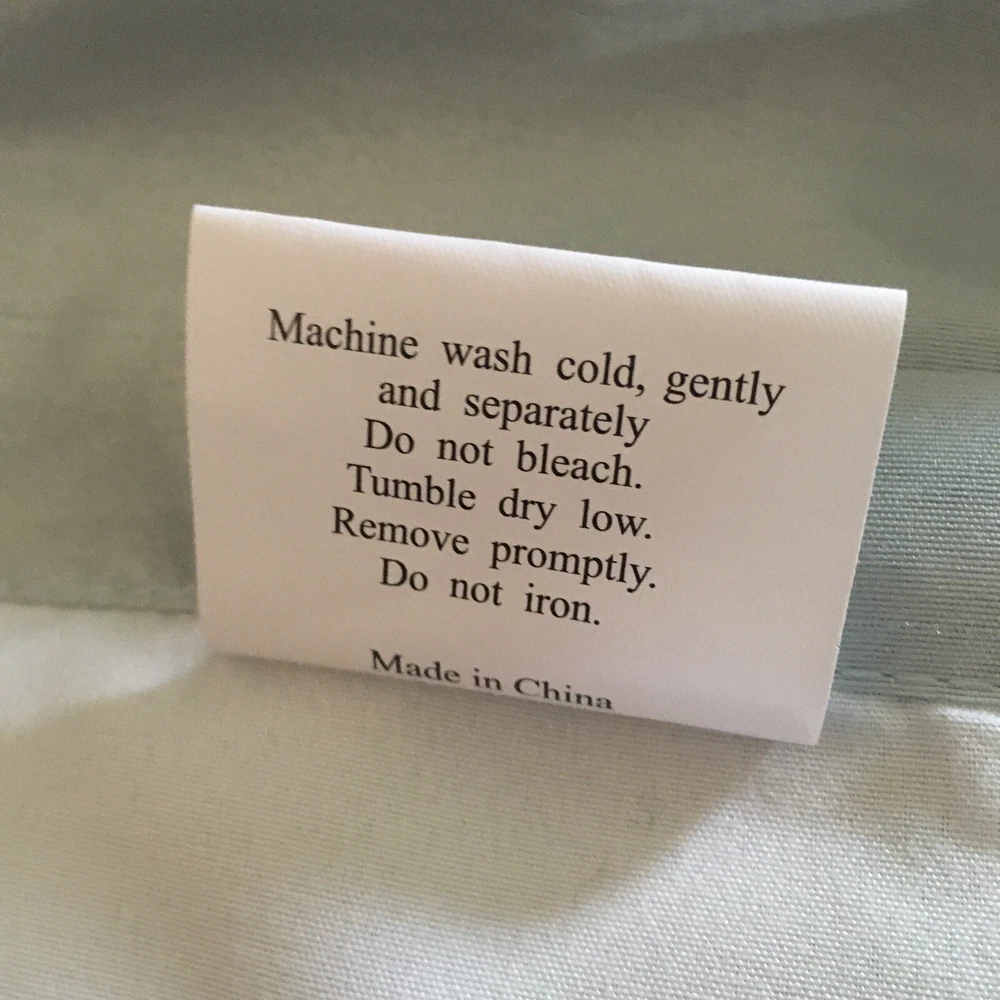 Machine wash cold, gently
and separately
Do not bleach.
Tumble dry low.
Remove promptly.
Do not iron.
Made in China